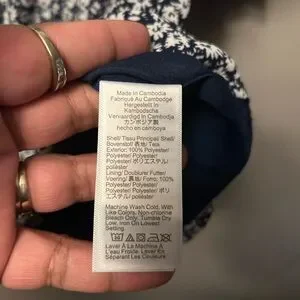 Made In Cambodia
Fabriqué Au Cambodge
Hergestellt In
Kambodscha
Vervaardigd In Cambodja
カンボジア製
hecho en camboya
Shell/ Tissu Principal/ Shell/
Bovenstof/ 表地/ Tela
Exterior: 100% Polyester/
Polyester/ Polyester/
Polyester/ ポリエステル/
poliéster
Lining/ Doublure/ Futter/
Voering/ 裏地/ Forro: 100%
Polyester/ Polyester/
Polyester/ Polyester/ ポリ
エステル/ poliéster
Machine Wash Cold, With
Like Colors. Non-chlorine
Bleach Only. Tumble Dry
Low. Iron On Lowest
Setting.
Laver À La Machine À
L'eau Froide. Laver
Séparément Les Couleurs